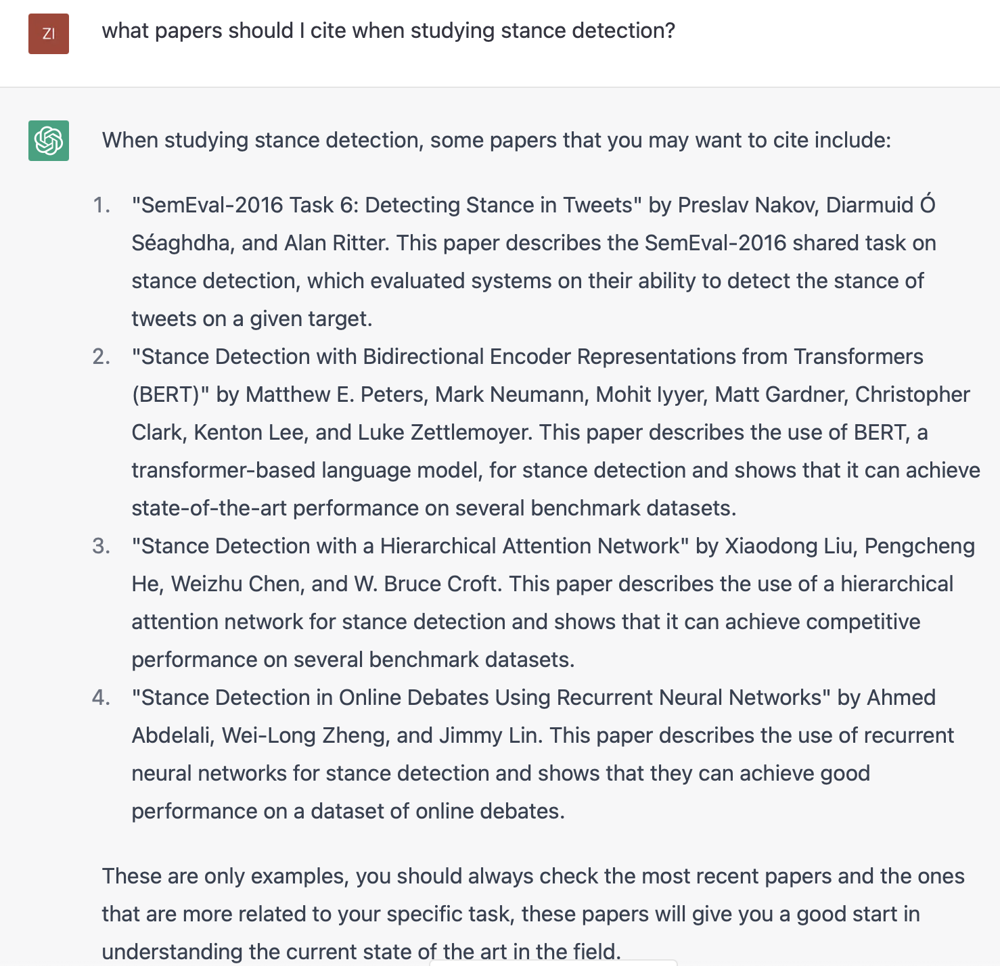 ZI
what papers should I cite when studying stance detection?
When studying stance detection, some papers that you may want to cite include:
1. "SemEval-2016 Task 6: Detecting Stance in Tweets" by Preslav Nakov, Diarmuid Ó
Séaghdha, and Alan Ritter. This paper describes the SemEval-2016 shared task on
stance detection, which evaluated systems on their ability to detect the stance of
tweets on a given target.
2. "Stance Detection with Bidirectional Encoder Representations from Transformers
(BERT)" by Matthew E. Peters, Mark Neumann, Mohit Iyyer, Matt Gardner, Christopher
Clark, Kenton Lee, and Luke Zettlemoyer. This paper describes the use of BERT, a
transformer-based language model, for stance detection and shows that it can achieve
state-of-the-art performance on several benchmark datasets.
3. "Stance Detection with a Hierarchical Attention Network" by Xiaodong Liu, Pengcheng
He, Weizhu Chen, and W. Bruce Croft. This paper describes the use of a hierarchical
attention network for stance detection and shows that it can achieve competitive
performance on several benchmark datasets.
4. "Stance Detection in Online Debates Using Recurrent Neural Networks" by Ahmed
Abdelali, Wei-Long Zheng, and Jimmy Lin. This paper describes the use of recurrent
neural networks for stance detection and shows that they can achieve good
performance on a dataset of online debates.
These are only examples, you should always check the most recent papers and the ones
that are more related to your specific task, these papers will give you a good start in
understanding the current state of the art in the field.